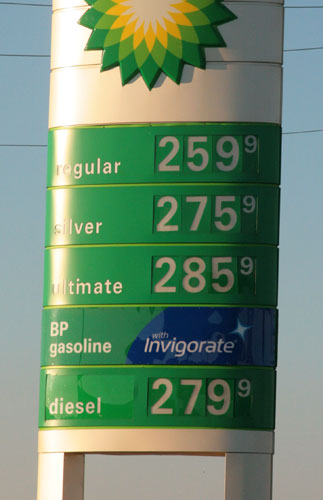 regular 259 9
silver 275 9
ultimate 285 9
BP with
gasoline Invigorate
diesel 279 9